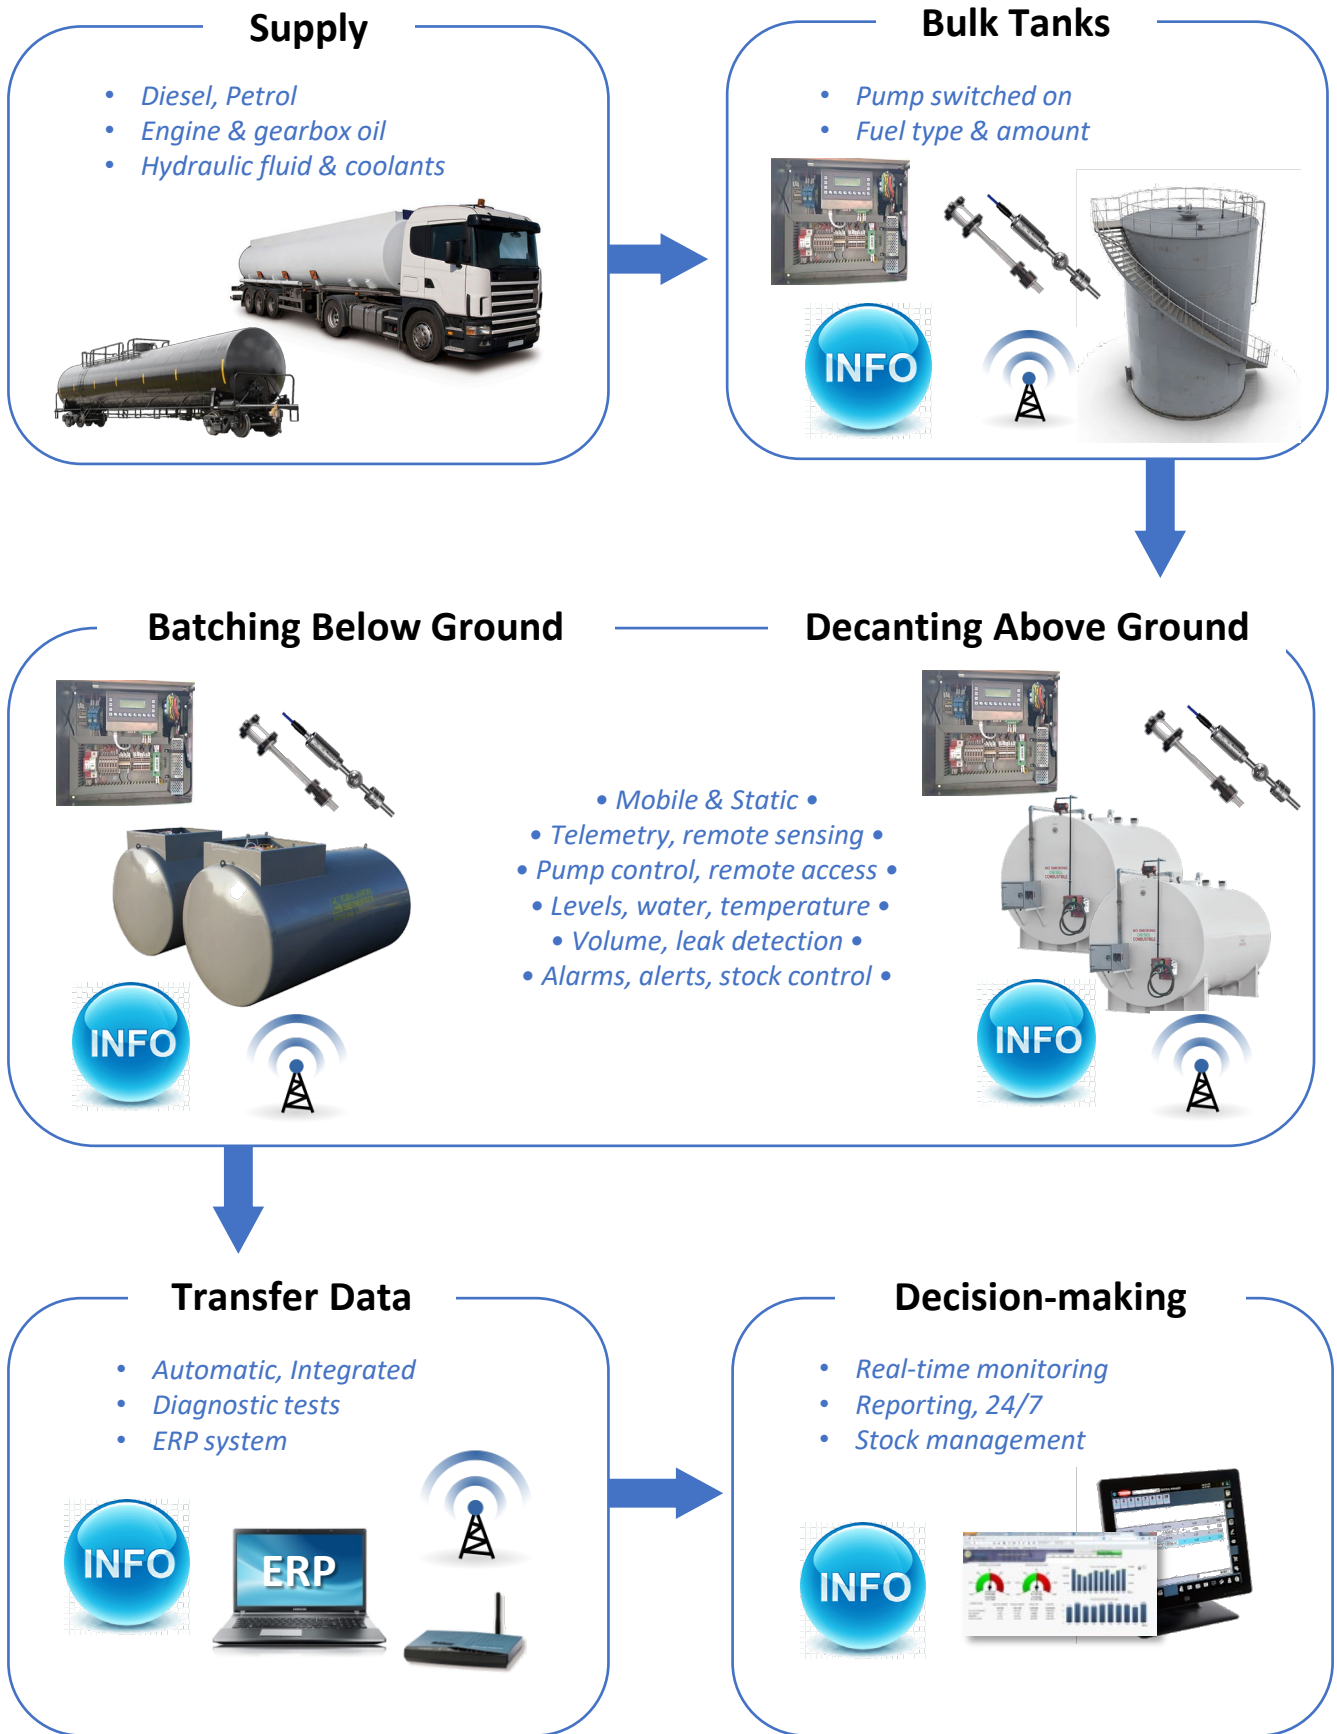 Supply
• Diesel, Petrol
• Engine & gearbox oil
• Hydraulic fluid & coolants
Bulk Tanks
• Pump switched on
• Fuel type & amount
INFO
Batching Below Ground
Decanting Above Ground
• Mobile & Static •
• Telemetry, remote sensing •
• Pump control, remote access •
• Levels, water, temperature •
• Volume, leak detection •
• Alarms, alerts, stock control •
INFO
INFO
Transfer Data
• Automatic, Integrated
• Diagnostic tests
• ERP system
INFO
ERP
Decision-making
• Real-time monitoring
• Reporting, 24/7
• Stock management
INFO